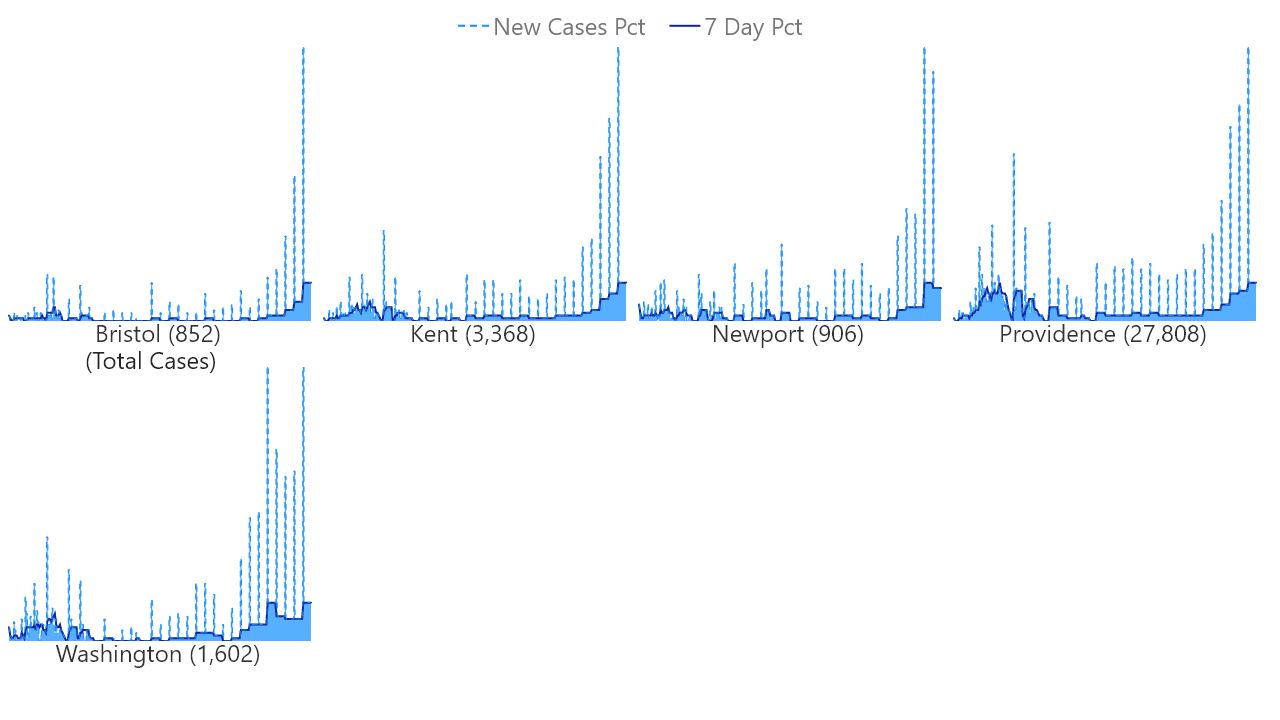 New Cases Pct 7 Day Pct
Bristol (852)
(Total Cases)
Kent (3,368)
Newport (906)
Providence (27,808)
Washington (1,602)